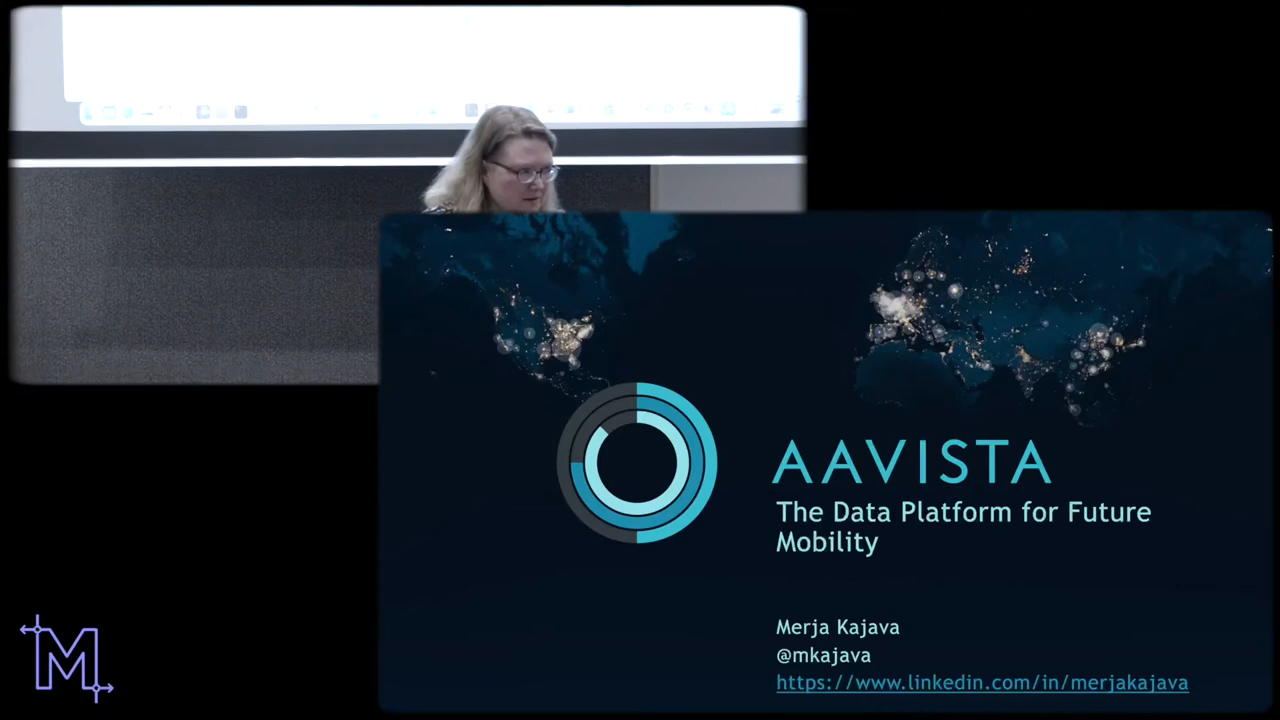 AAVISTA
The Data Platform for Future
Mobility
Merja Kajava
@mkajava
https://www.linkedin.com/in/merjakajava